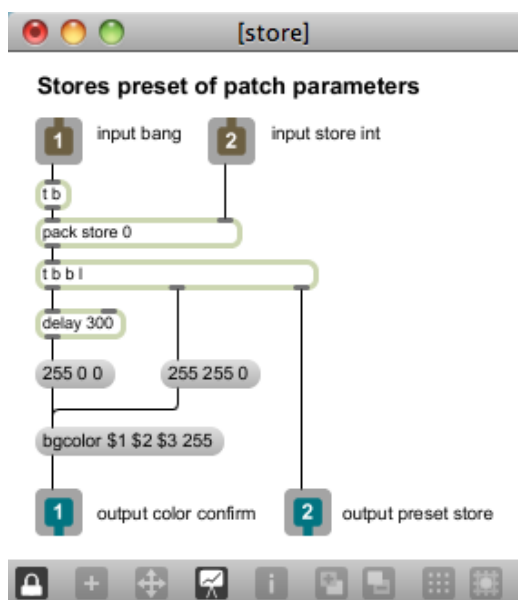 [store]
Stores preset of patch parameters
1 input bang 2 input store int
t b
pack store 0
t b b l
delay 300
255 0 0 255 255 0
bgcolor $1 $2 $3 255
1 output color confirm 2 output preset store